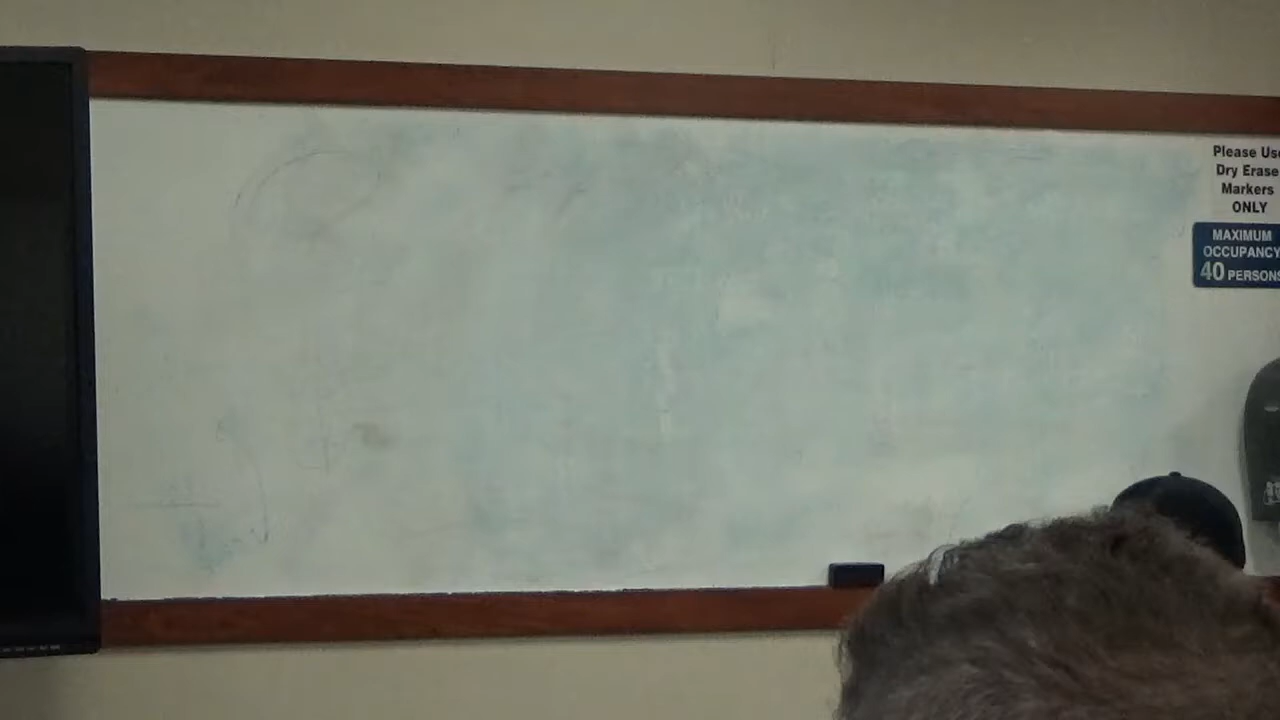 Please Use
Dry Erase
Markers
ONLY
MAXIMUM
OCCUPANCY
40 PERSONS